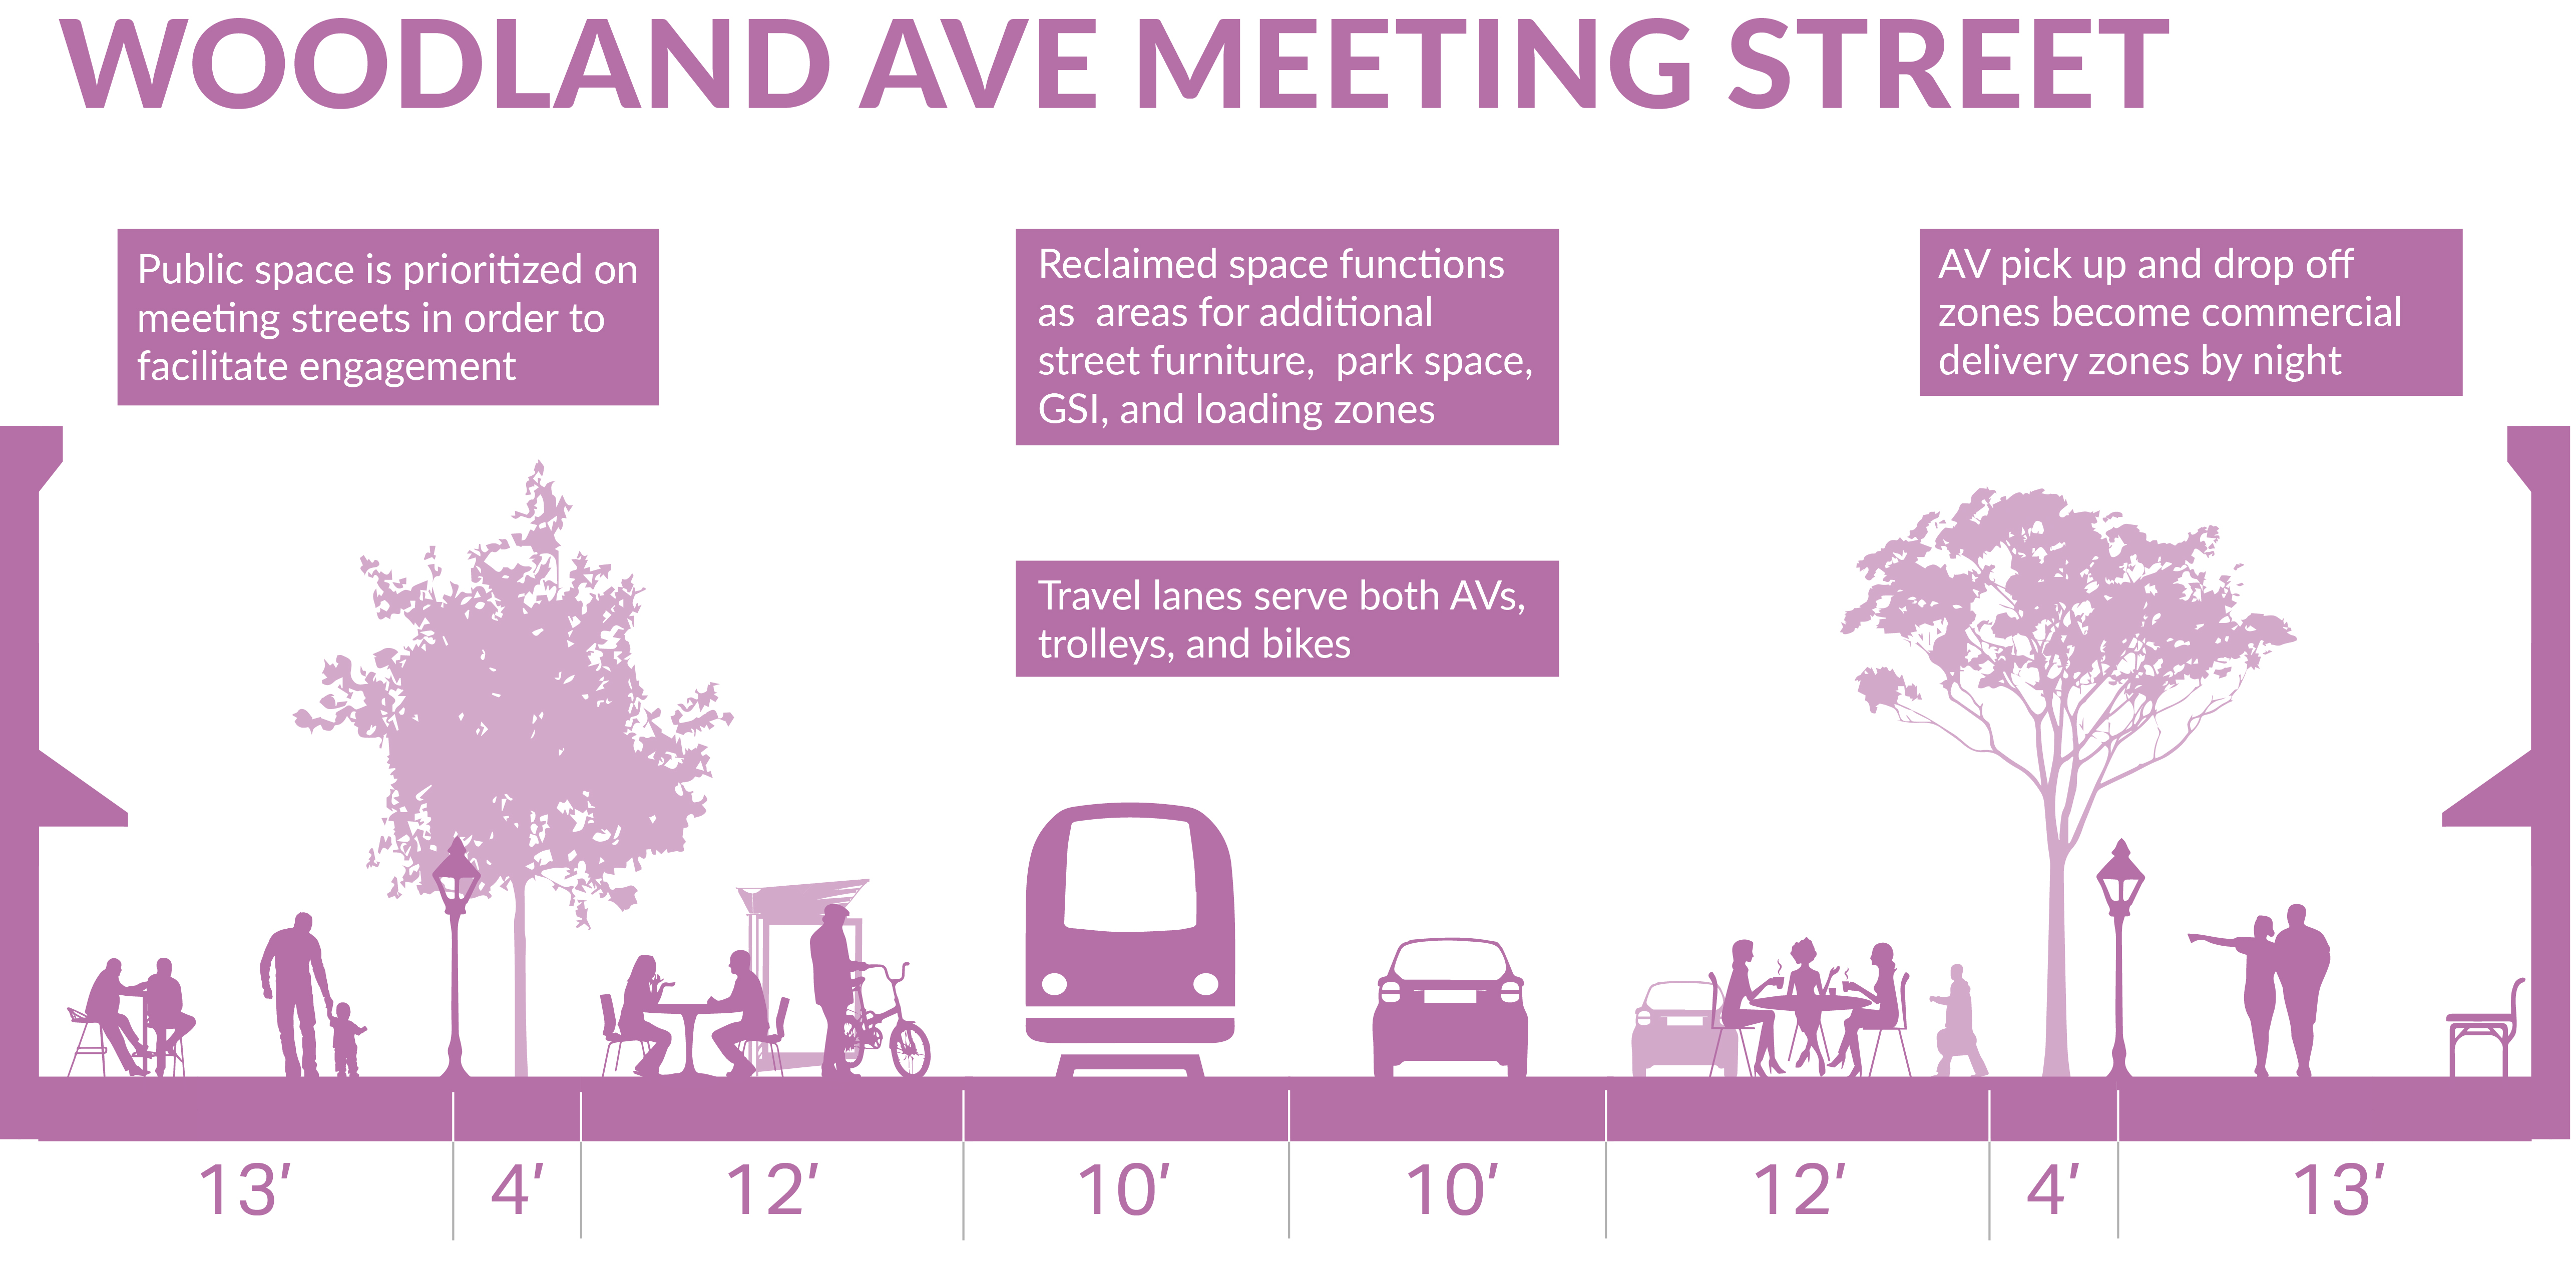 WOODLAND AVE MEETING STREET
Public space is prioritized on
meeting streets in order to
facilitate engagement
Reclaimed space functions
as  areas for additional
street furniture,  park space,
GSI, and loading zones
AV pick up and drop off
zones become commercial
delivery zones by night
Travel lanes serve both AVs,
trolleys, and bikes
13' 4' 12' 10' 10' 12' 4' 13'